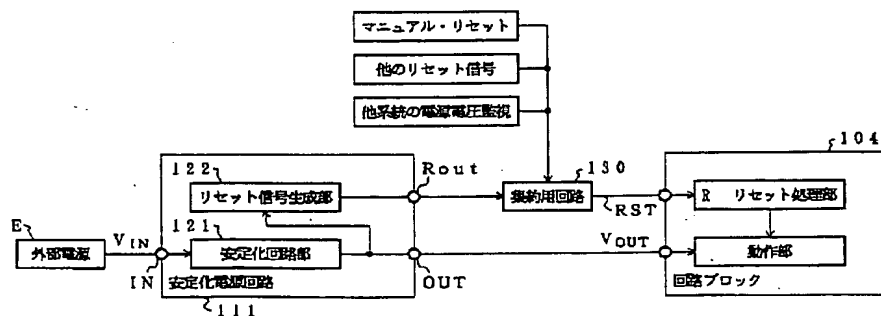 マニュアル・リセット
他のリセット信号
他系統の電源電圧監視
104
122
Rout
130
リセット信号生成部
集約用回路
R リセット処理部
RST
E
121
外部電源
VIN
安定化回路部
VOUT
動作部
IN
安定化電源回路
OUT
回路ブロック
111